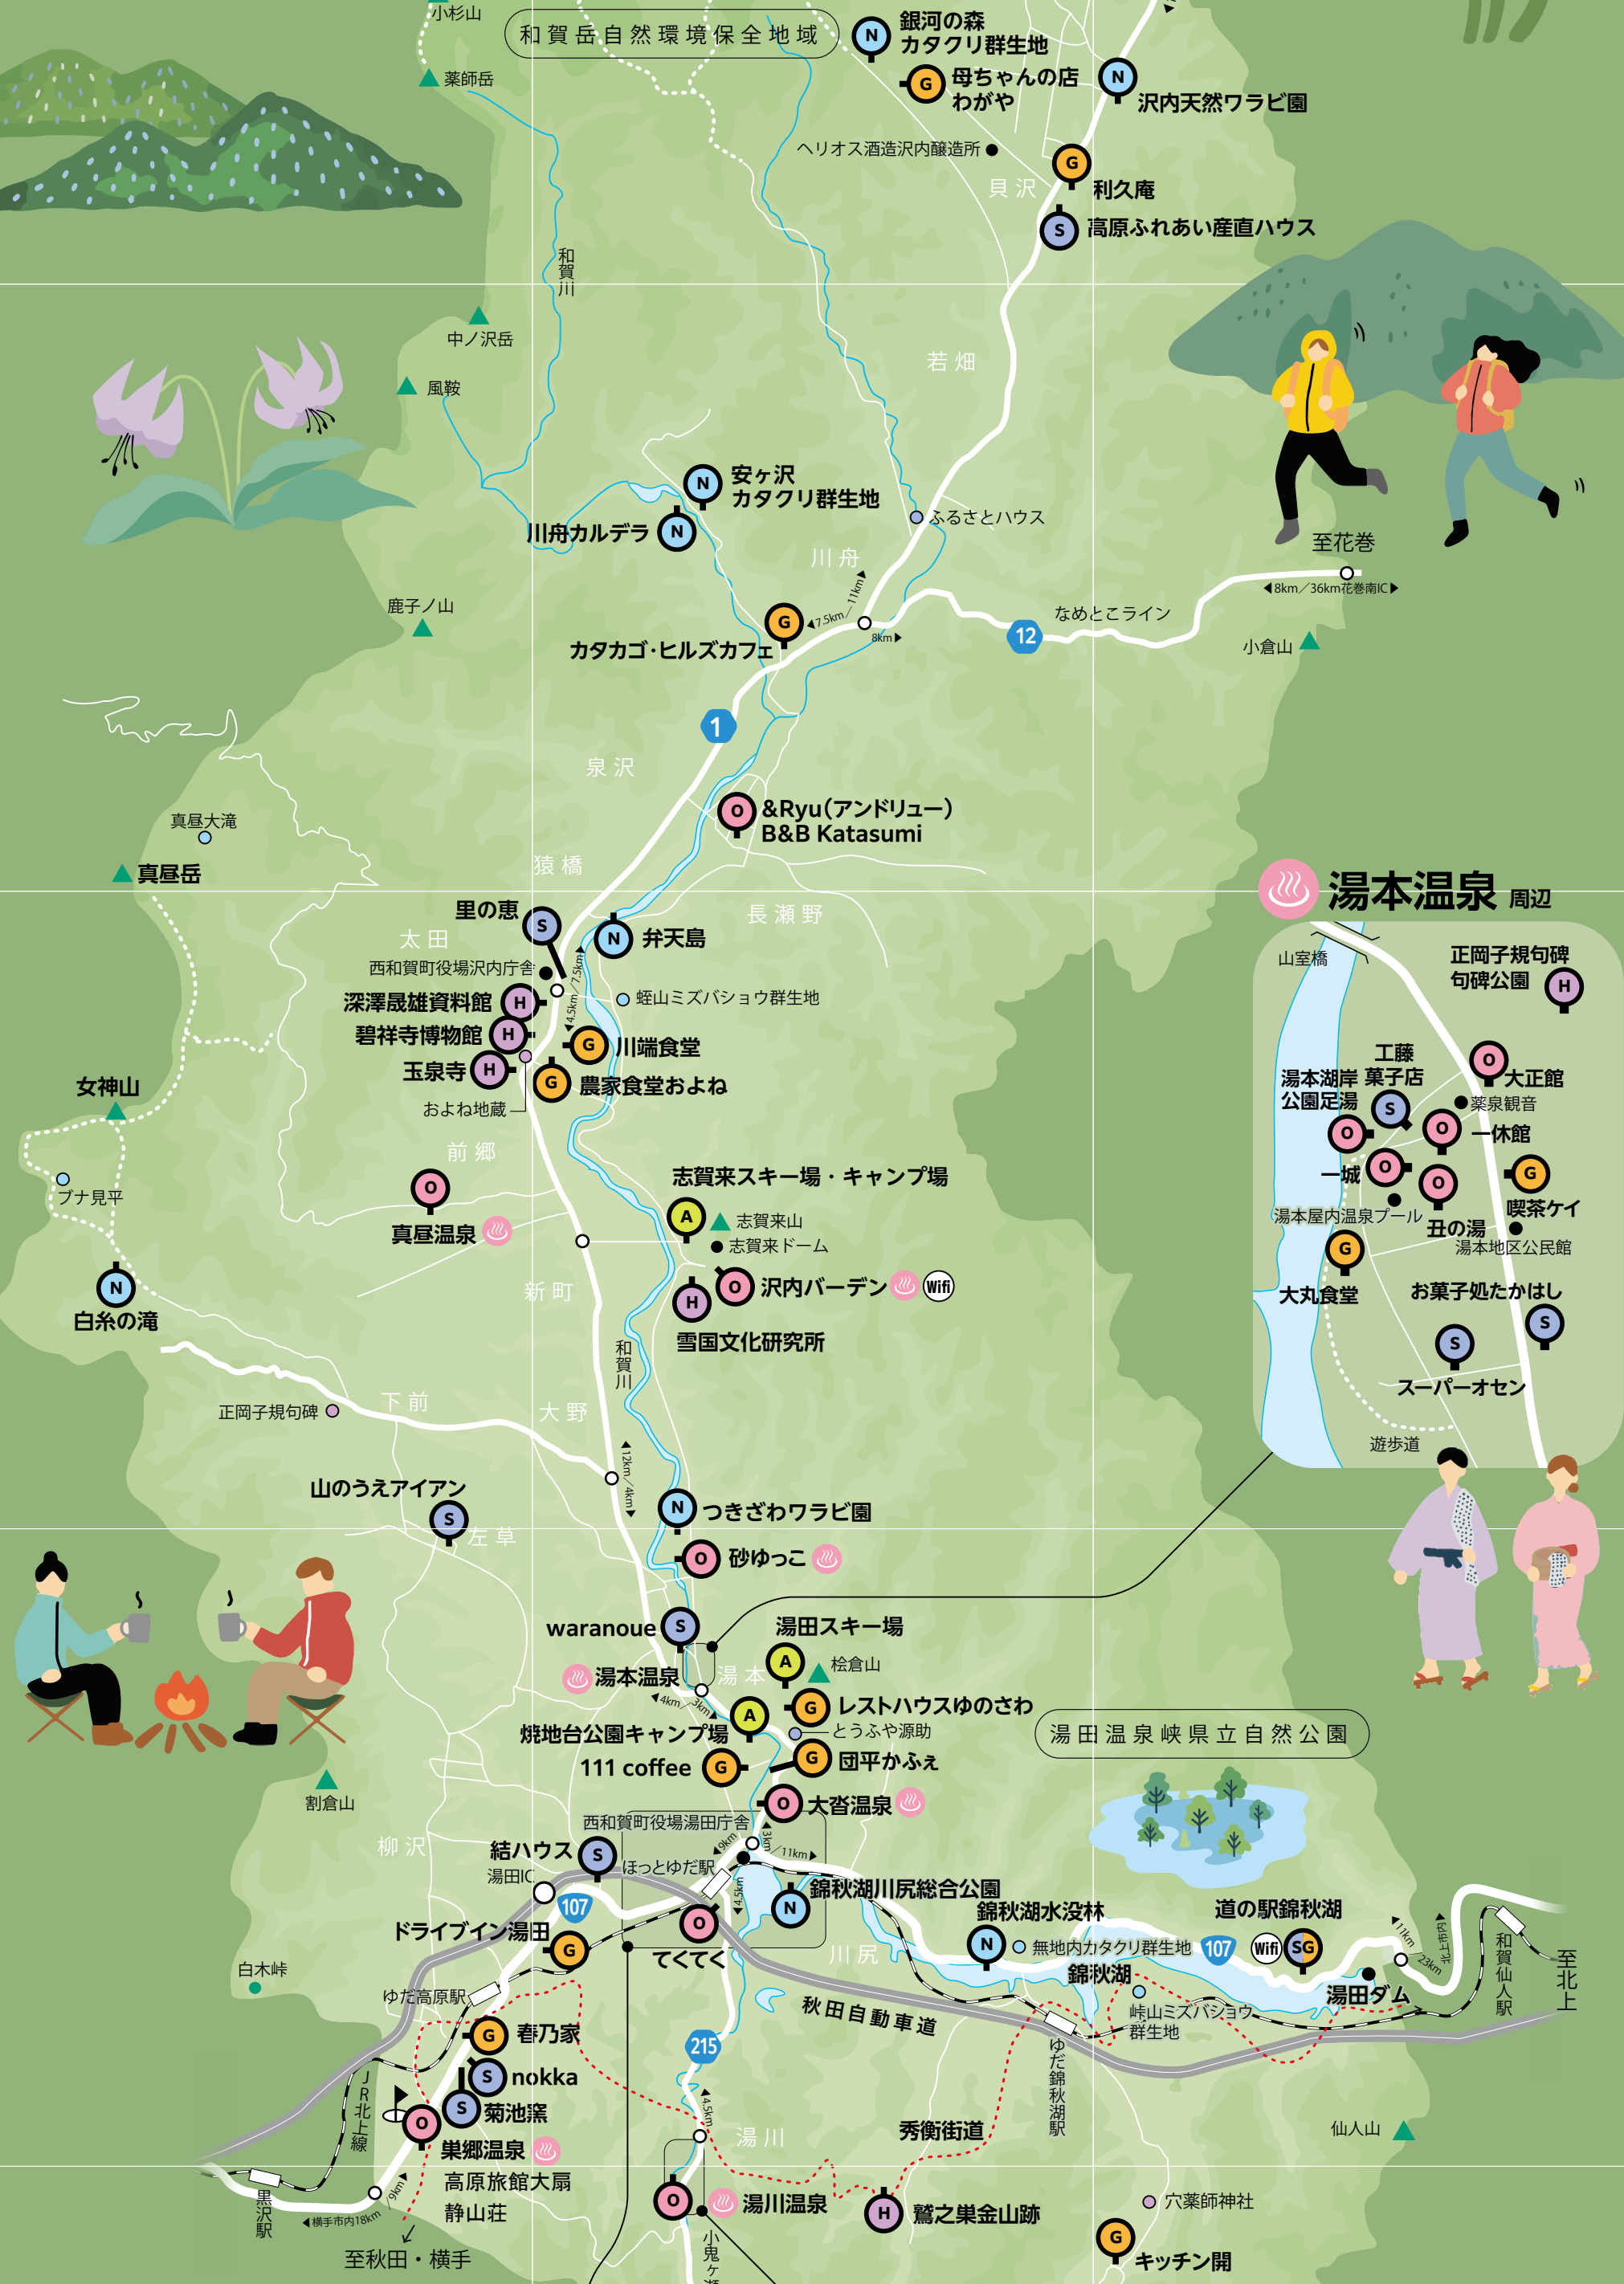 小杉山
和賀岳自然環境保全地域
N
銀河の森
カタクリ群生地
薬師岳
G
母ちゃんの店
わがや
N
沢内天然ワラビ園
ヘリオス酒造沢内醸造所
G
貝沢
利久庵
S
高原ふれあい産直ハウス
和賀川
中ノ沢岳
若畑
風鞍
N
安ヶ沢
カタクリ群生地
川舟カルデラ
N
ふるさとハウス
川舟
至花巻
8km／36km花巻南IC
鹿子ノ山
G
7.5km／11km
8km
カタカゴ・ヒルズカフェ
12
なめとこライン
小倉山
1
泉沢
O
&Ryu（アンドリュー）
B&B Katasumi
真昼大滝
真昼岳
猿橋
長瀬野
里の恵
S
N
弁天島
太田
西和賀町役場沢内庁舎
4.5km／7.5km
蛭山ミズバショウ群生地
深澤晟雄資料館
H
碧祥寺博物館
H
G
川端食堂
玉泉寺
H
G
農家食堂およね
およね地蔵
女神山
前郷
ブナ見平
O
真昼温泉
志賀来スキー場・キャンプ場
A
志賀来山
志賀来ドーム
O
沢内バーデン
Wifi
H
雪国文化研究所
新町
N
白糸の滝
和賀川
下前
大野
正岡子規句碑
12km／4km
湯本温泉 周辺
山室橋
正岡子規句碑
句碑公園
H
工藤
菓子店
S
O
大正館
湯本湖岸
公園足湯
O
薬泉観音
O
一休館
一城
O
O
丑の湯
G
喫茶ケイ
湯本屋内温泉プール
湯本地区公民館
G
大丸食堂
お菓子処たかはし
S
S
スーパーオセン
遊歩道
山のうえアイアン
S
左草
N
つきざわワラビ園
O
砂ゆっこ
waranoue
S
湯田スキー場
A
桧倉山
湯本温泉
湯本
4km／3km
G
レストハウスゆのさわ
A
焼地台公園キャンプ場
とうふや源助
111 coffee
G
G
団平かふぇ
湯田温泉峡県立自然公園
割倉山
O
大沓温泉
西和賀町役場湯田庁舎
柳沢
9km
3km／11km
結ハウス
S
湯田IC
ほっとゆだ駅
4.5km
107
N
錦秋湖川尻総合公園
O
てくてく
ドライブイン湯田
G
川尻
錦秋湖水没林
N
無地内カタクリ群生地
錦秋湖
道の駅錦秋湖
107
Wifi
SG
11km／23km
北上市内
和賀仙人駅
至北上
湯田ダム
峠山ミズバショウ
群生地
白木峠
ゆだ高原駅
秋田自動車道
G
春乃家
S
nokka
S
菊池窯
JR北上線
O
巣郷温泉
高原旅館大扇
静山荘
215
4.5km
湯川
ゆだ錦秋湖駅
秀衡街道
仙人山
黒沢駅
横手市内18km／9km
至秋田・横手
O
湯川温泉
H
鷲之巣金山跡
穴薬師神社
G
キッチン開
小鬼ヶ瀬